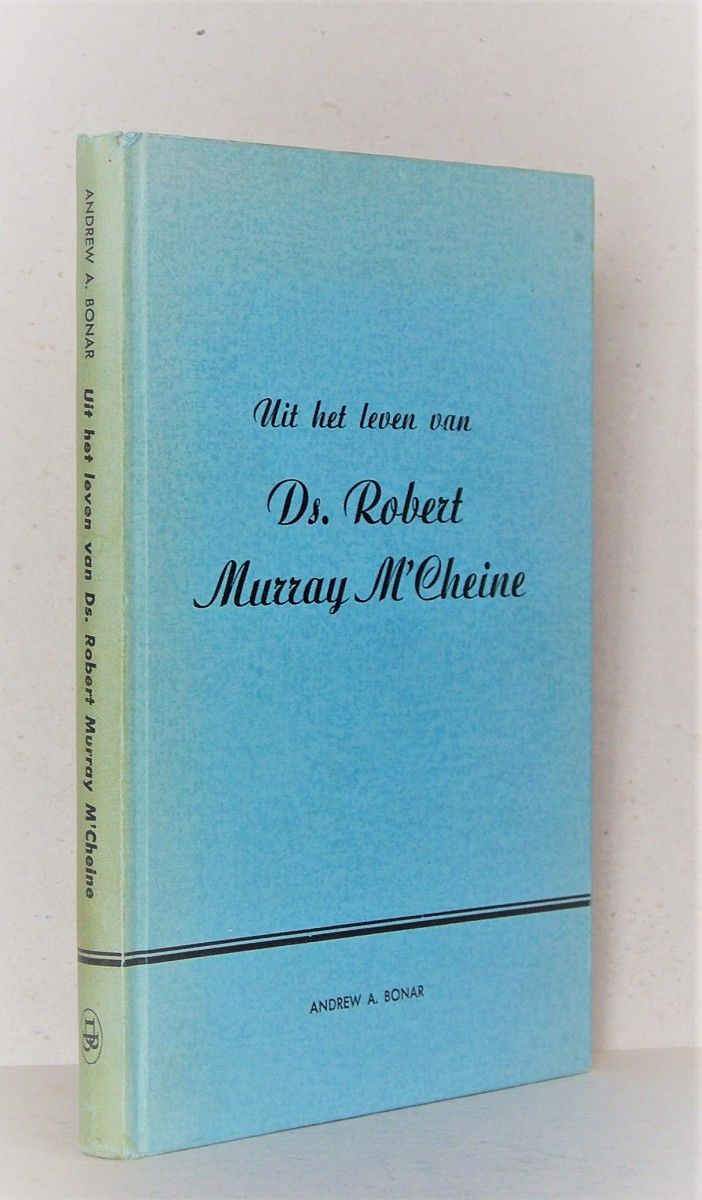 Uit het leven van
Ds. Robert
Murray M'Cheine
ANDREW A. BONAR
ANDREW A. BONAR Uit het leven van Ds. Robert Murray M'Cheine